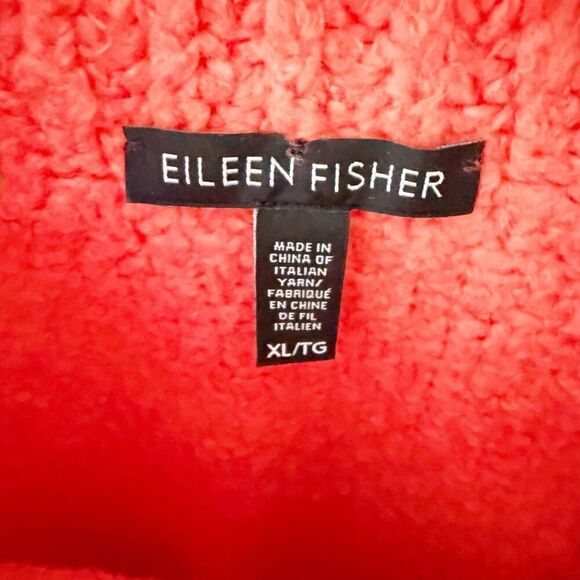 EILEEN FISHER
MADE IN
CHINA OF
ITALIAN
YARN/
FABRIQUÉ
EN CHINE
DE FIL
ITALIEN
XL/TG